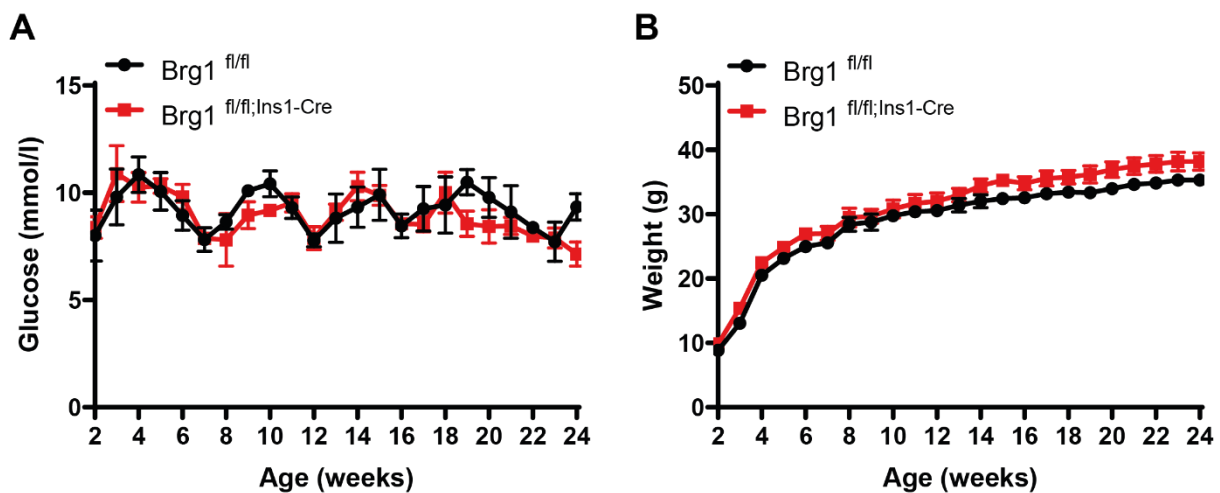 A
Brg1 fl/fl
Brg1 fl/fl;Ins1-Cre
15
10
5
0
Glucose (mmol/l)
2 4 6 8 10 12 14 16 18 20 22 24
Age (weeks)
B
Brg1 fl/fl
Brg1 fl/fl;Ins1-Cre
50
40
30
20
10
0
Weight (g)
2 4 6 8 10 12 14 16 18 20 22 24
Age (weeks)